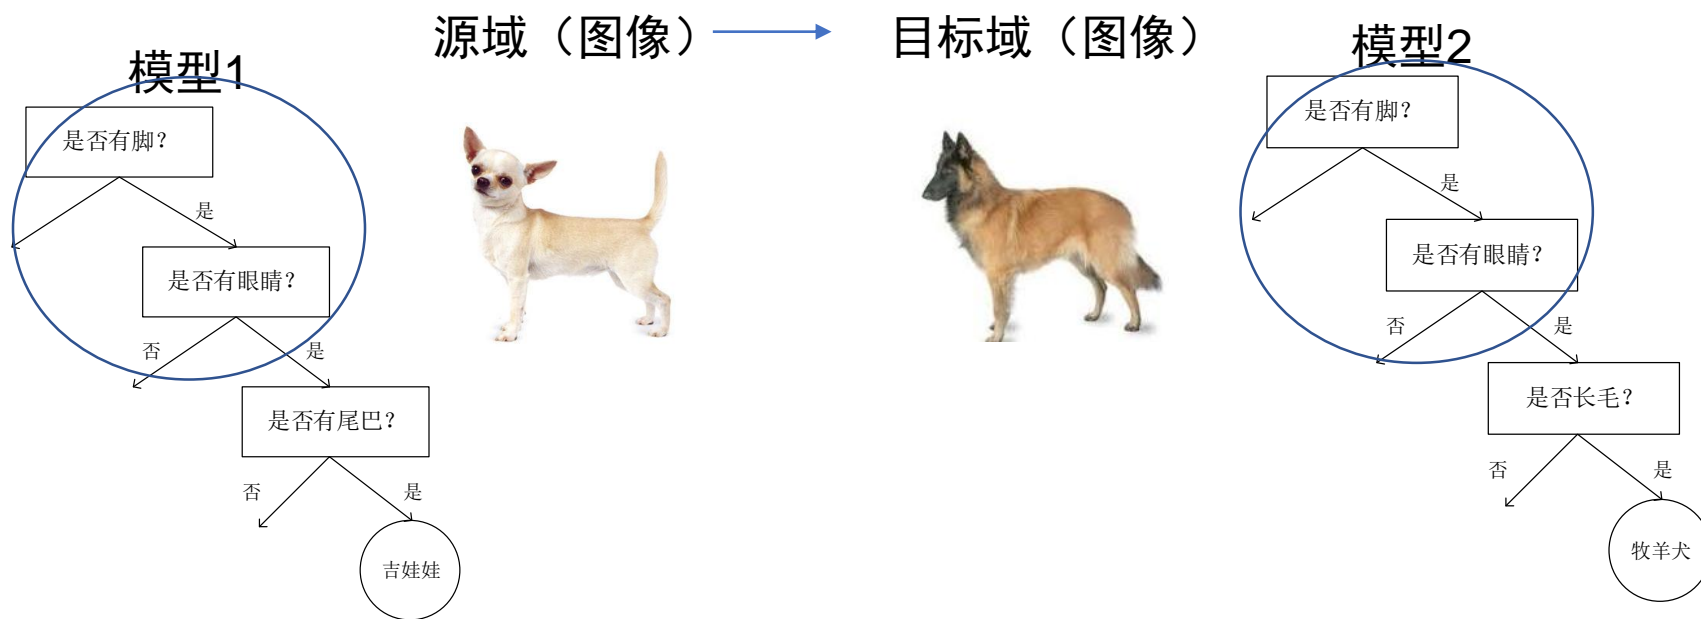 源域（图像）
目标域（图像）
模型1
是否有脚？
是
是否有眼睛？
否
是
是否有尾巴？
否
是
吉娃娃
模型2
是否有脚？
是
是否有眼睛？
否
是
是否长毛？
否
是
牧羊犬